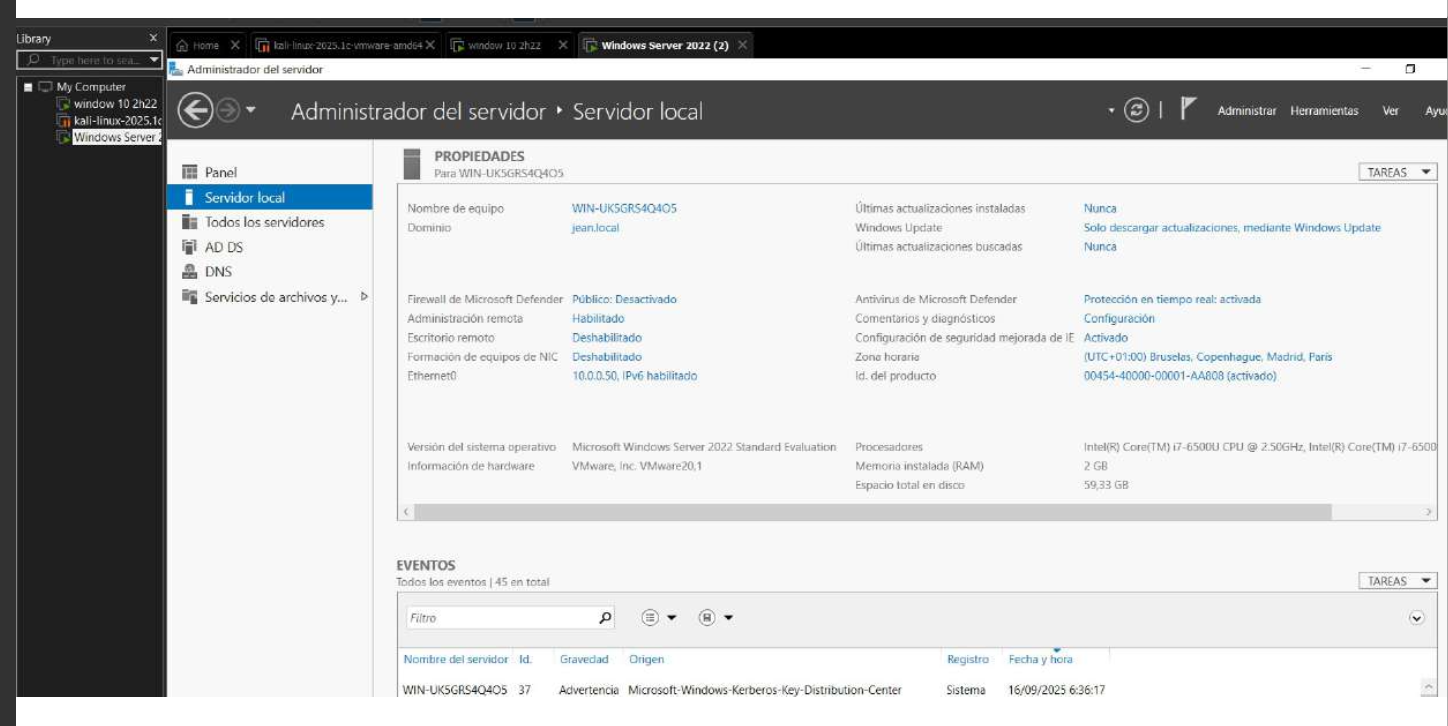 Library X
Type here to sea...
My Computer
window 10 2h22
kali-linux-2025.1c
Windows Server 2
Home X kali-linux-2025.1c-vmware-amd64 X window 10 2h22 X Windows Server 2022 (2) X
Administrador del servidor
Administrador del servidor Servidor local
Administrar Herramientas Ver Ayu
Panel
Servidor local
Todos los servidores
AD DS
DNS
Servicios de archivos y...
PROPIEDADES
Para WIN-UK5GRS4Q4O5
TAREAS
Nombre de equipo WIN-UK5GRS4Q4O5 Últimas actualizaciones instaladas Nunca
Dominio jean.local Windows Update Solo descargar actualizaciones, mediante Windows Update
Últimas actualizaciones buscadas Nunca
Firewall de Microsoft Defender Público: Desactivado Antivirus de Microsoft Defender Protección en tiempo real: activada
Administración remota Habilitado Comentarios y diagnósticos Configuración
Escritorio remoto Deshabilitado Configuración de seguridad mejorada de IE Activado
Formación de equipos de NIC Deshabilitado Zona horaria (UTC+01:00) Bruselas, Copenhague, Madrid, París
Ethernet0 10.0.0.50, IPv6 habilitado Id. del producto 00454-40000-00001-AA808 (activado)
Versión del sistema operativo Microsoft Windows Server 2022 Standard Evaluation Procesadores Intel(R) Core(TM) i7-6500U CPU @ 2.50GHz, Intel(R) Core(TM) i7-6500
Información de hardware VMware, Inc. VMware20,1 Memoria instalada (RAM) 2 GB
Espacio total en disco 59,33 GB
EVENTOS
Todos los eventos | 45 en total
TAREAS
Filtro
Nombre del servidor Id. Gravedad Origen Registro Fecha y hora
WIN-UK5GRS4Q4O5 37 Advertencia Microsoft-Windows-Kerberos-Key-Distribution-Center Sistema 16/09/2025 6:36:17